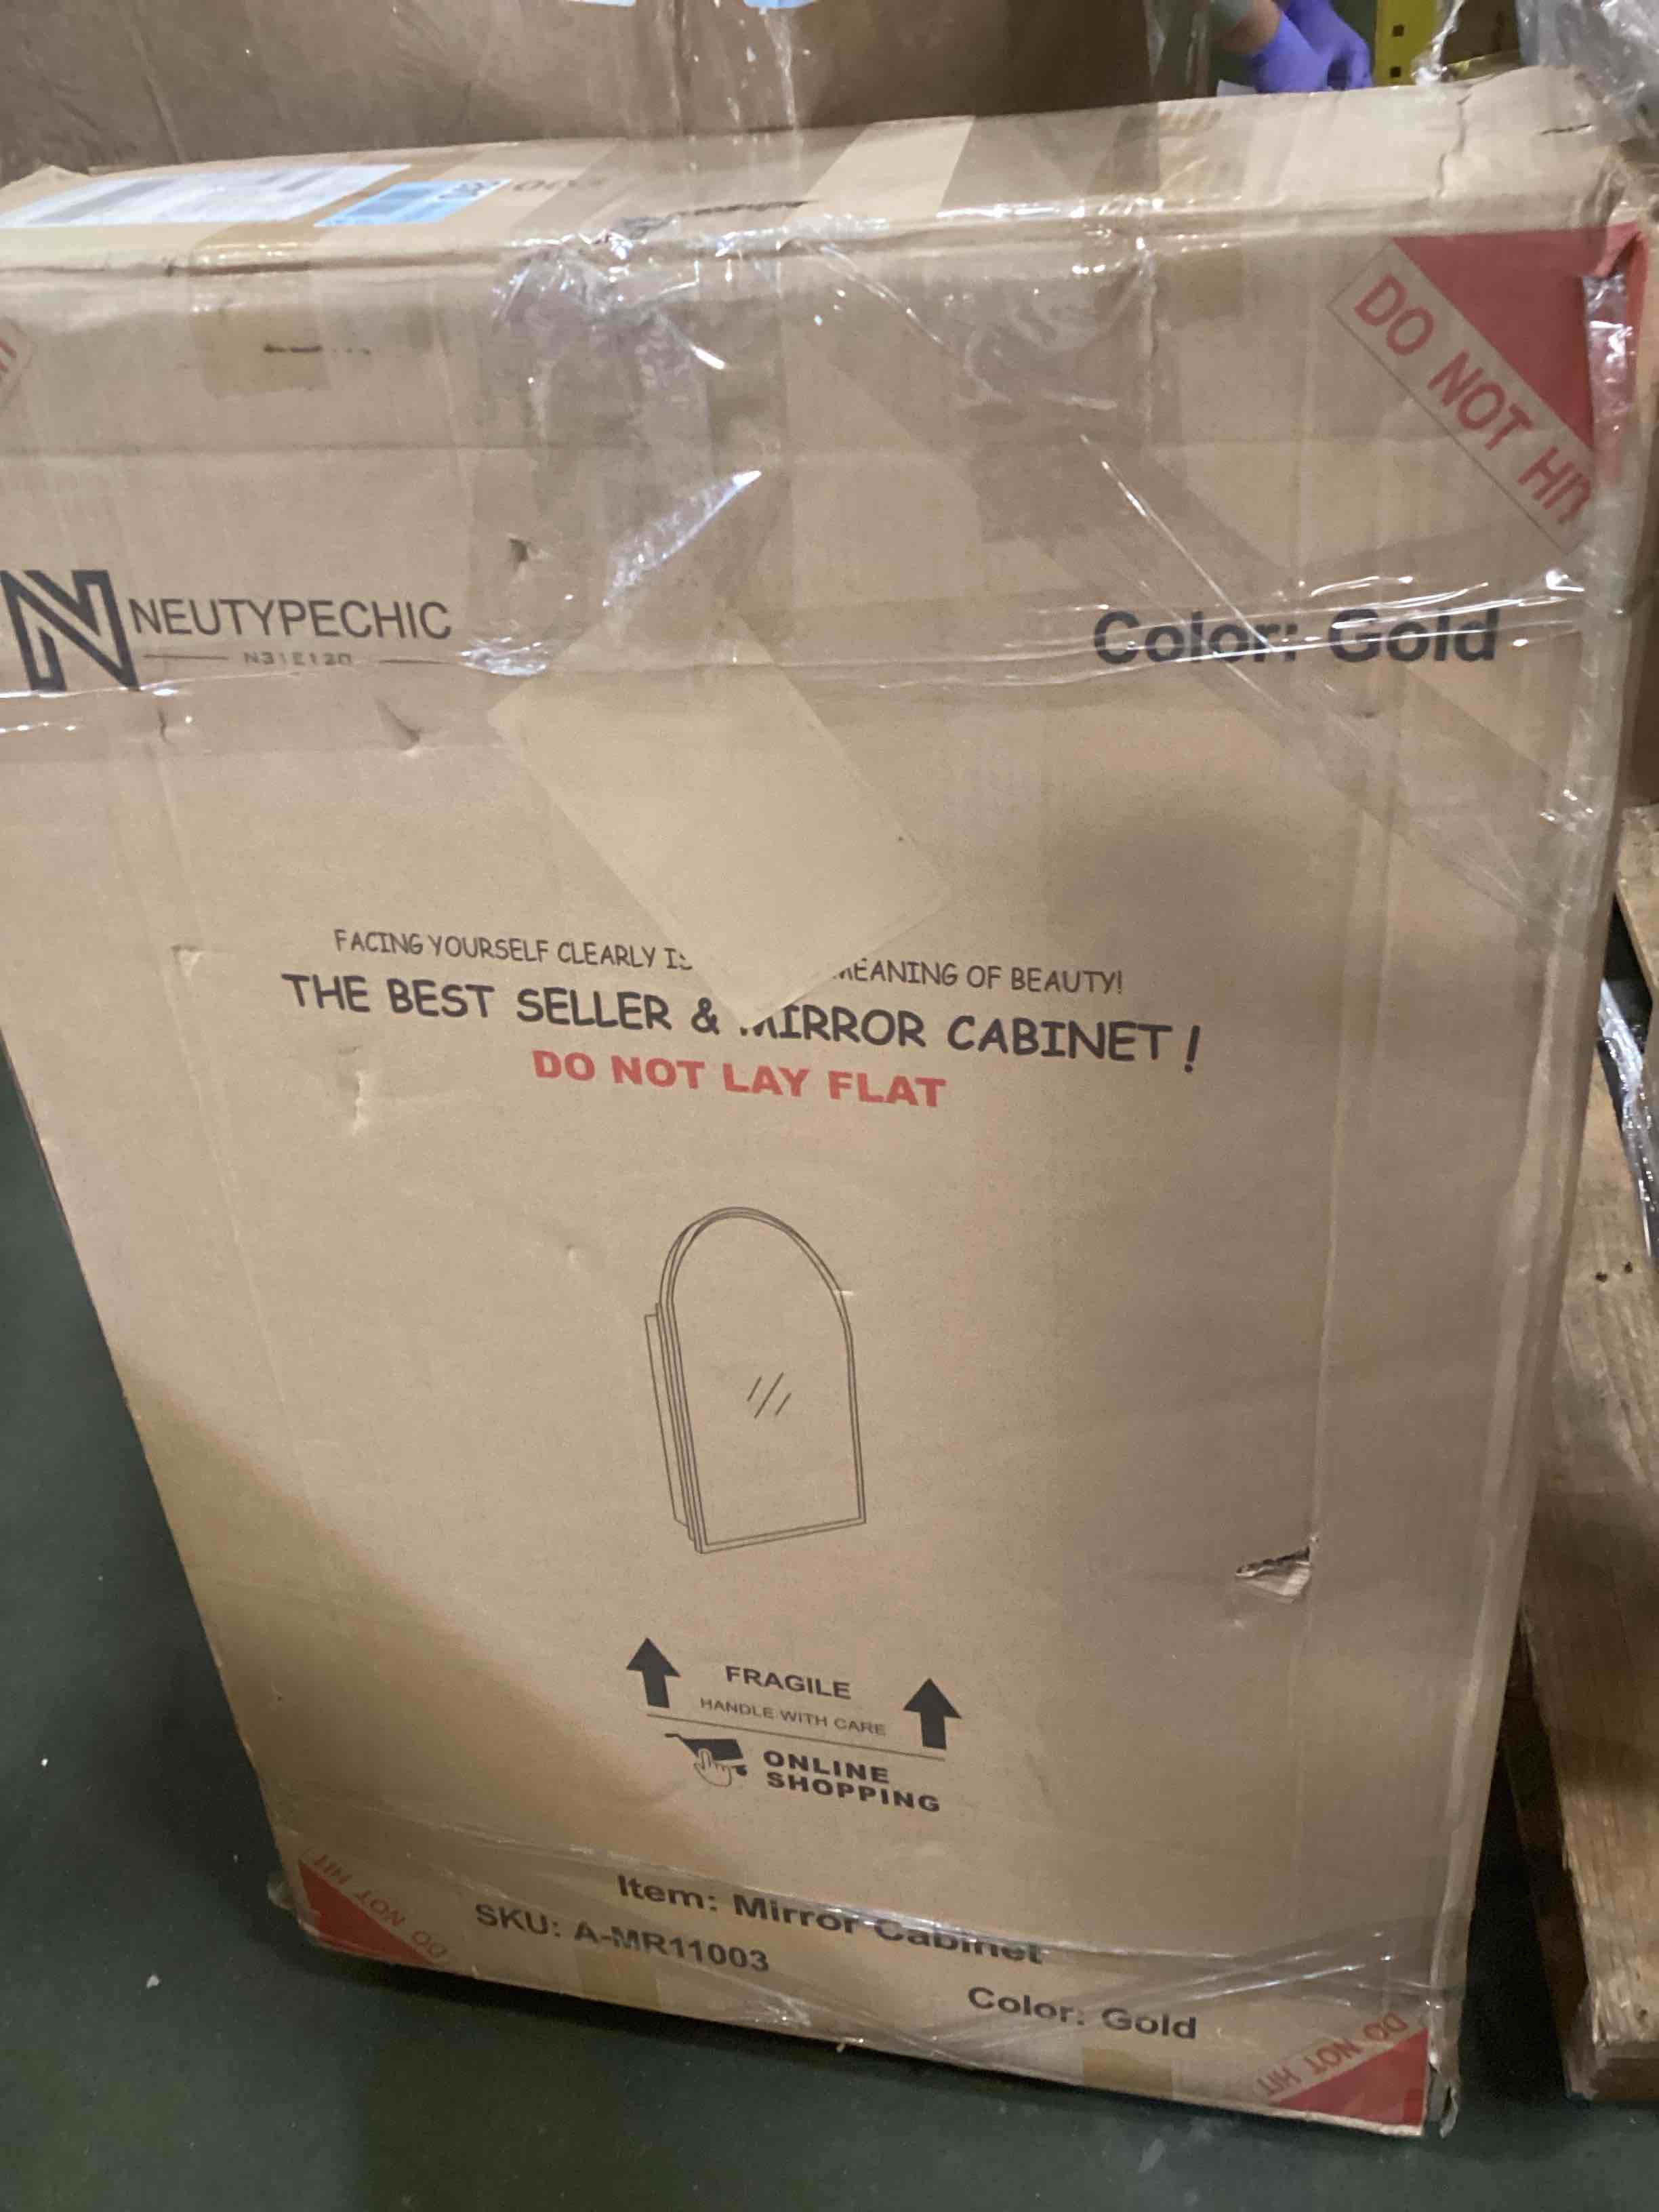 DO NOT HIT
N NEUTYPECHIC
Color: Gold
FACING YOURSELF CLEARLY IS MEANING OF BEAUTY!
THE BEST SELLER & MIRROR CABINET!
DO NOT LAY FLAT
FRAGILE
HANDLE WITH CARE
ONLINE
SHOPPING
Item: Mirror Cabinet
SKU: A-MR11003
Color: Gold
DO NOT HIT
DO NOT HIT